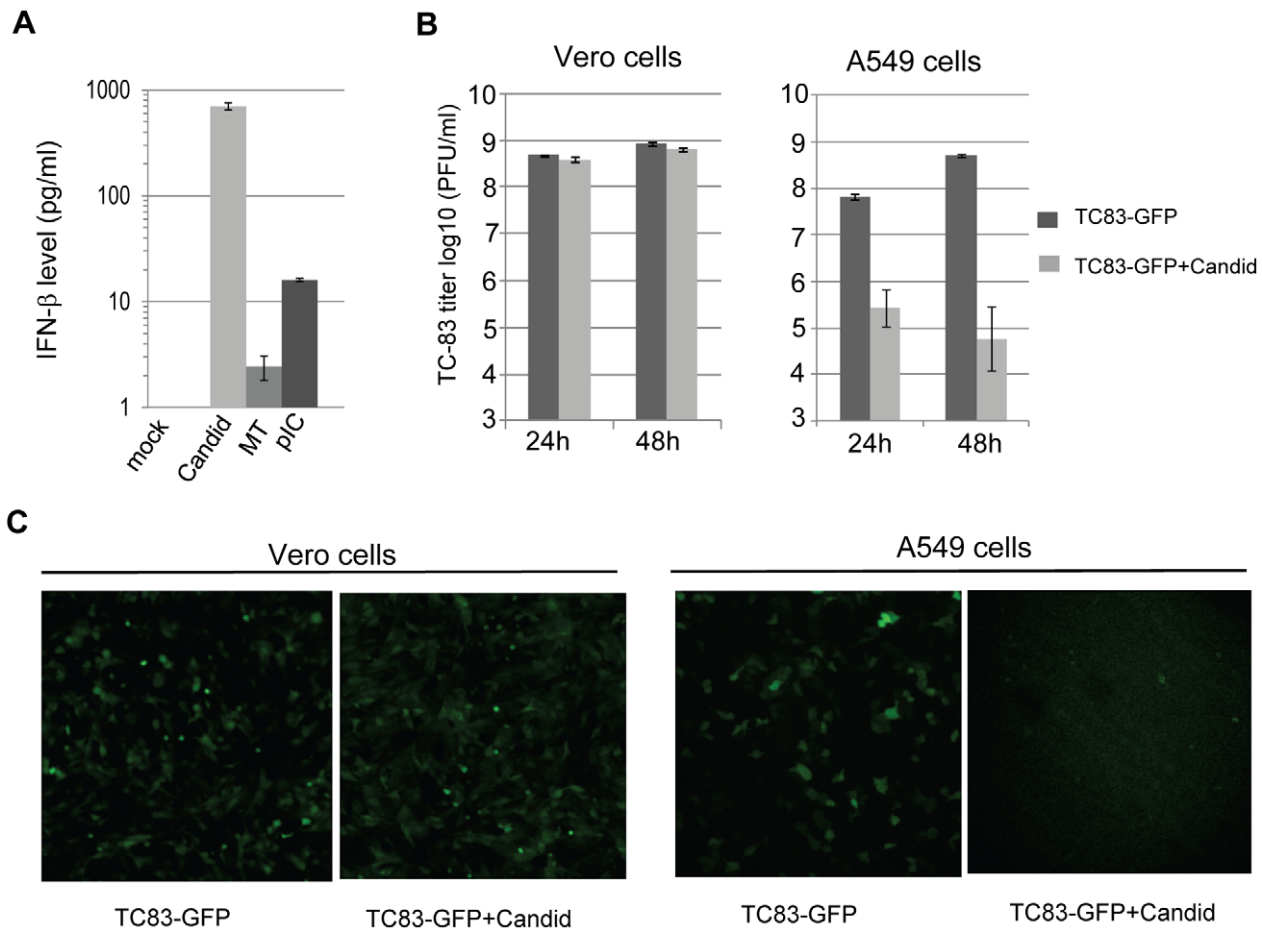 A
IFN-β level (pg/ml)
1000
100
10
1
mock
Candid
MT
pIC
B
Vero cells
TC-83 titer log10 (PFU/ml)
10
9
8
7
6
5
4
3
24h
48h
A549 cells
10
9
8
7
6
5
4
3
24h
48h
TC83-GFP
TC83-GFP+Candid
C
Vero cells
A549 cells
TC83-GFP
TC83-GFP+Candid
TC83-GFP
TC83-GFP+Candid